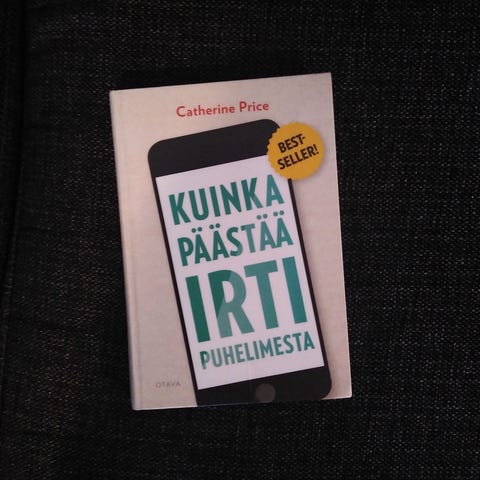 Catherine Price
BEST-
SELLER!
KUINKA
PÄÄSTÄÄ
IRTI
PUHELIMESTA
OTAVA